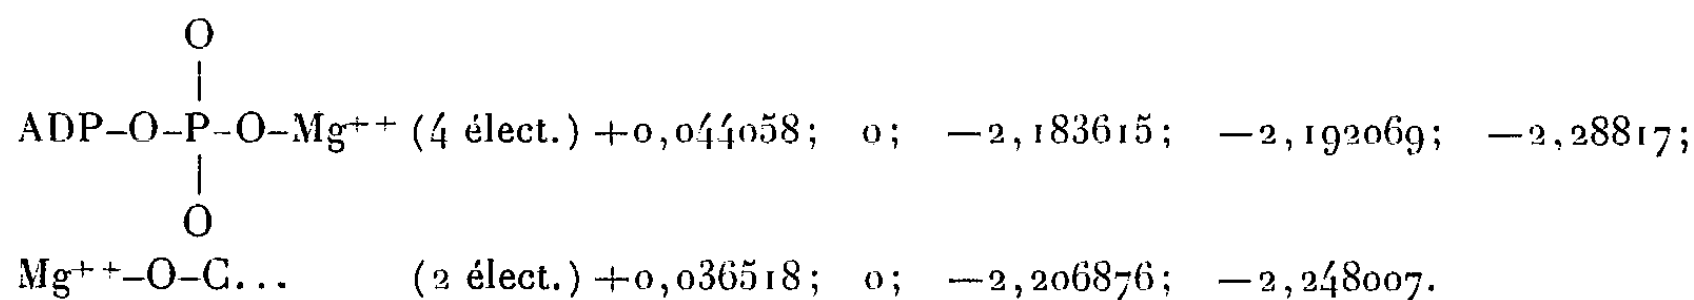 O
|
ADP–O–P–O–Mg++ (4 élect.) +0,044058; 0; —2,183615; —2,192069; —2,28817;
|
O
Mg++–O–C... (2 élect.) +0,036518; 0; —2,206876; —2,248007.